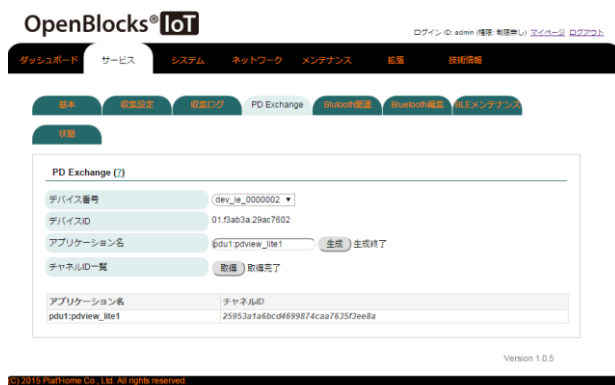 OpenBlocks® IoT
ログイン ID: admin (権限: 制限無し) マイページ ログアウト
ダッシュボード サービス システム ネットワーク メンテナンス 拡張 技術情報
基本 収集設定 収集ログ PD Exchange Blutooth関連 Bluetooth編集 BLEメンテナンス
状態
PD Exchange (?)
デバイス番号 dev_le_0000002
デバイスID 01.f3ab3a.29ac7602
アプリケーション名 pdu1:pdview_lite1 生成 生成終了
チャネルID一覧 取得 取得完了
アプリケーション名 チャネルID
pdu1:pdview_lite1 25953a1a6bcd4699874caa7635f3ee8a
Version 1.0.5
(C) 2015 Plat'Home Co., Ltd. All rights reserved.